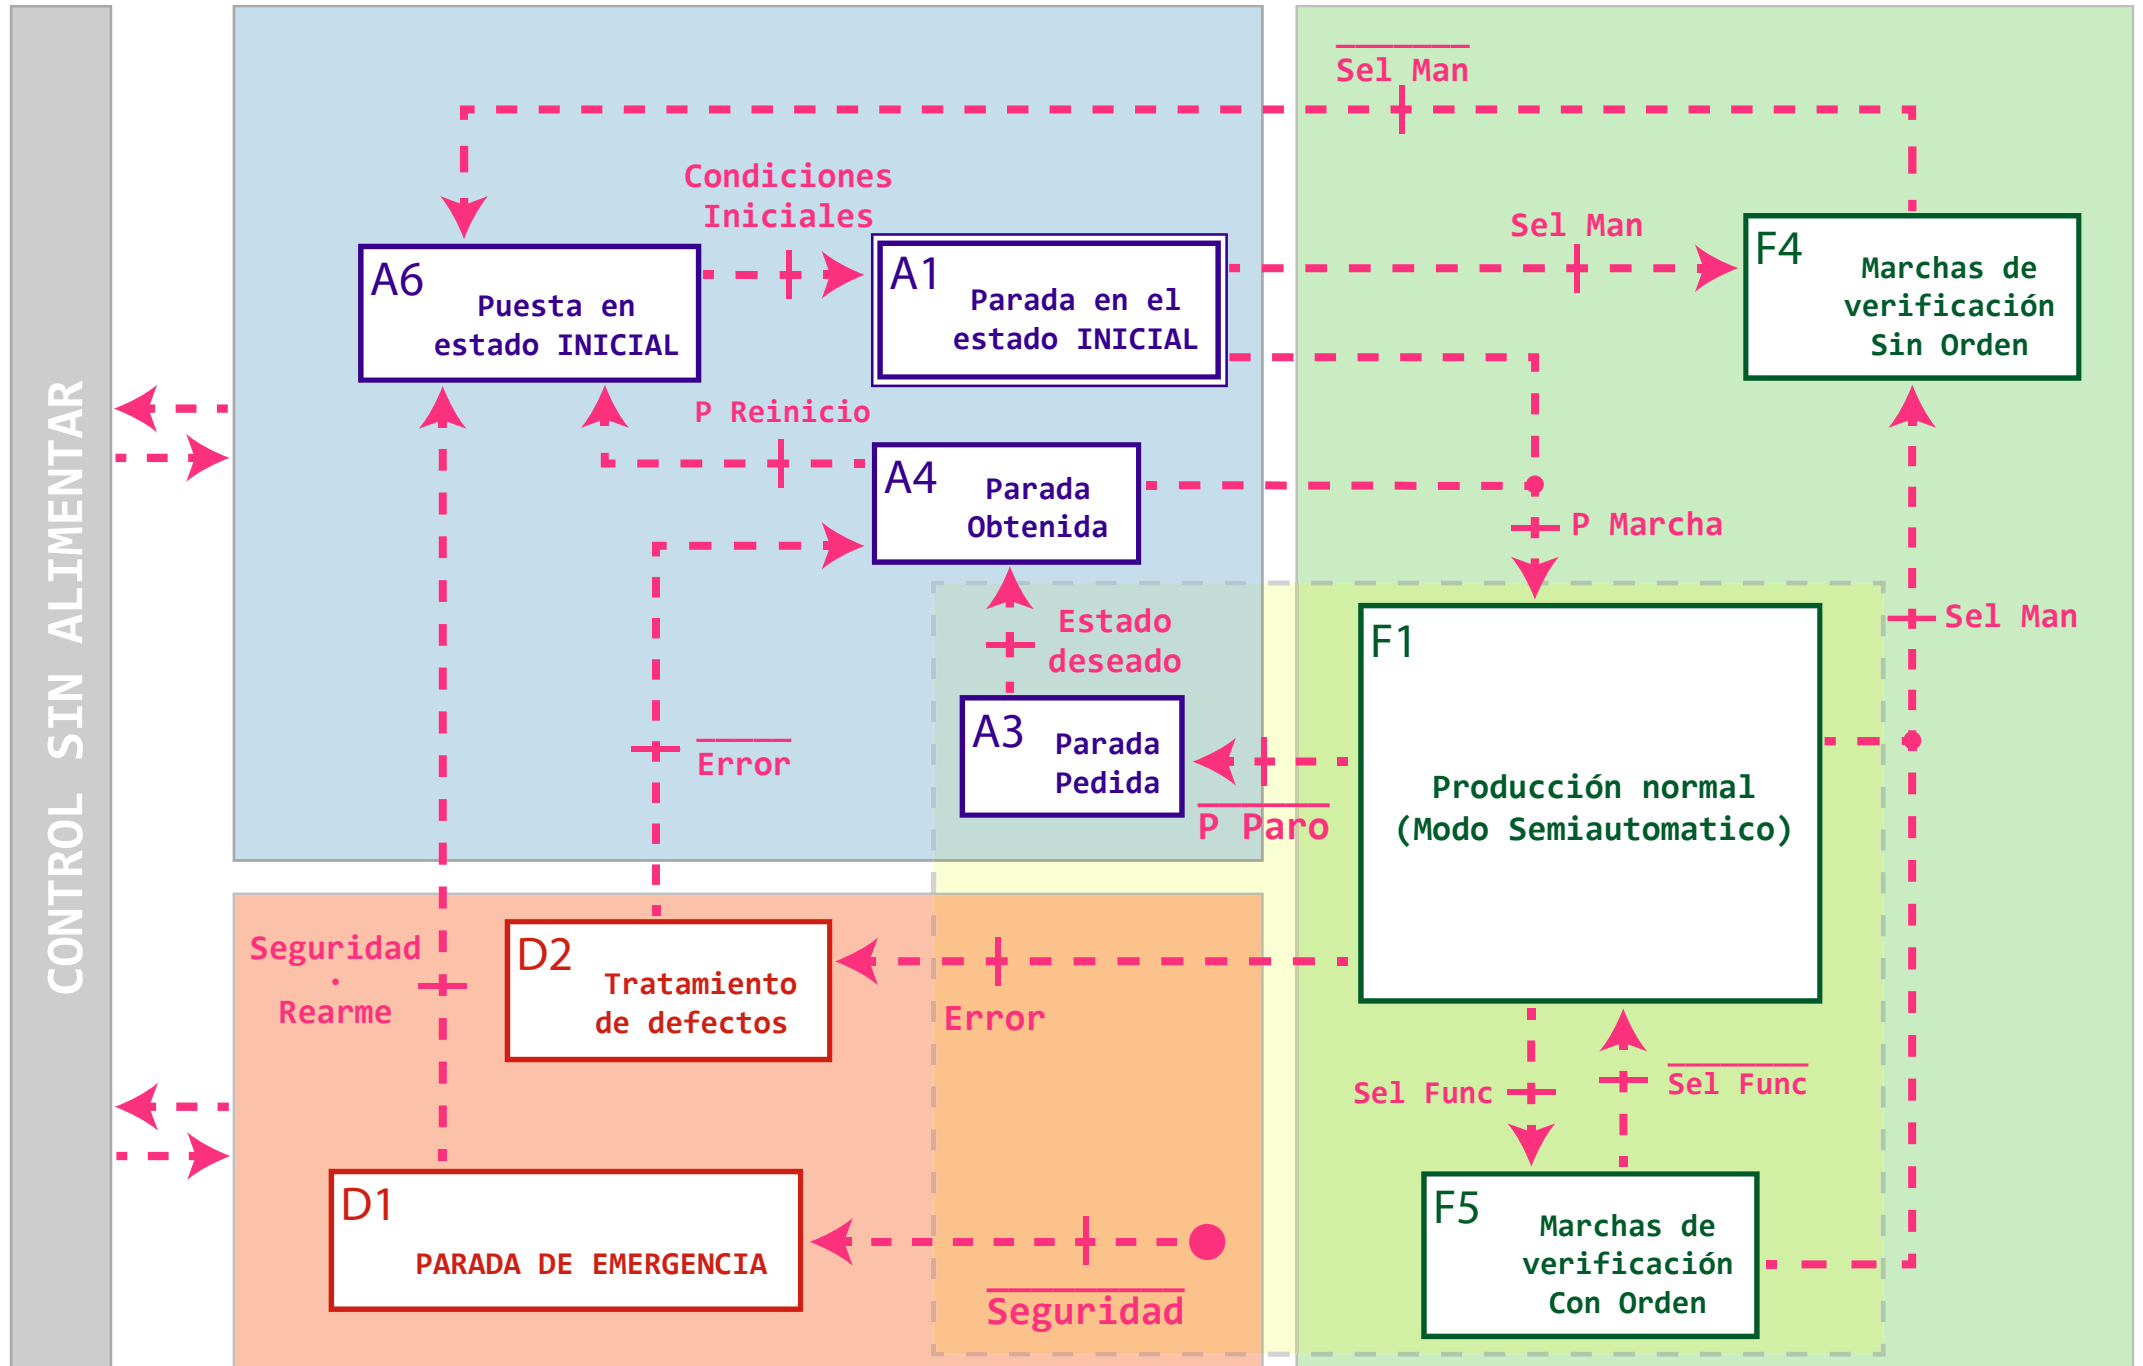 CONTROL SIN ALIMENTAR
Sel Man
Condiciones
Iniciales
Sel Man
A6
Puesta en
estado INICIAL
A1
Parada en el
estado INICIAL
F4
Marchas de
verificación
Sin Orden
P Reinicio
A4
Parada
Obtenida
P Marcha
Estado
deseado
Sel Man
F1
Producción normal
(Modo Semiautomatico)
A3
Parada
Pedida
Error
P Paro
Seguridad
·
Rearme
D2
Tratamiento
de defectos
Error
Sel Func
Sel Func
D1
PARADA DE EMERGENCIA
Seguridad
F5
Marchas de
verificación
Con Orden